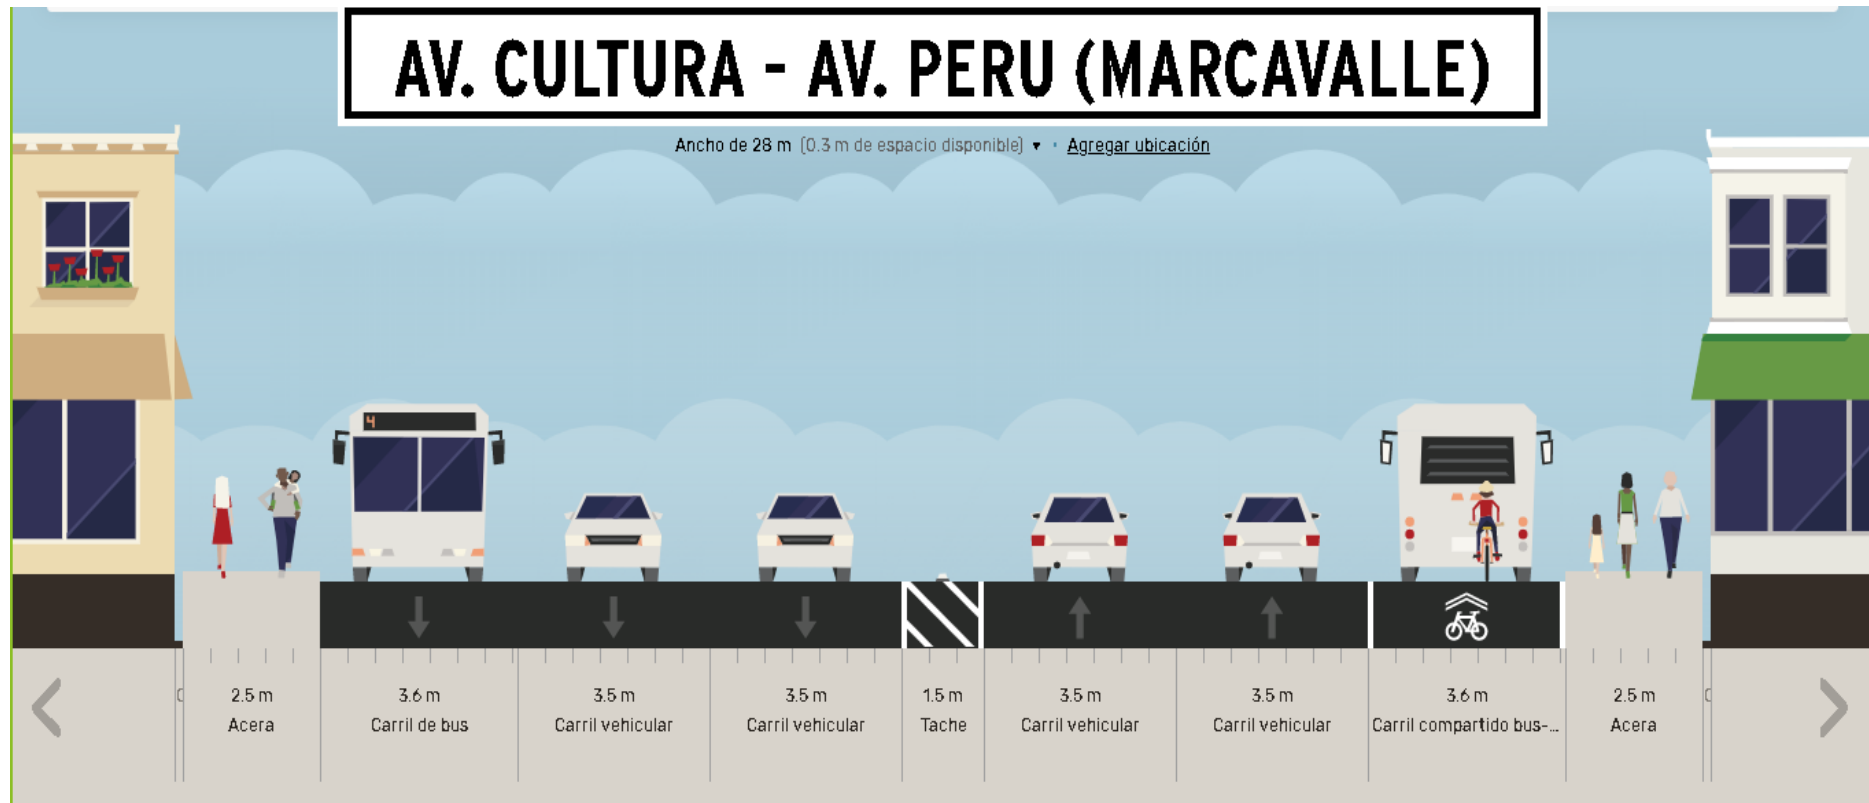 AV. CULTURA - AV. PERU (MARCAVALLE)
Ancho de 28 m (0.3 m de espacio disponible) ▾ · Agregar ubicación
4
2.5 m 3.6 m 3.5 m 3.5 m 1.5 m 3.5 m 3.5 m 3.6 m 2.5 m
Acera Carril de bus Carril vehicular Carril vehicular Tache Carril vehicular Carril vehicular Carril compartido bus-... Acera